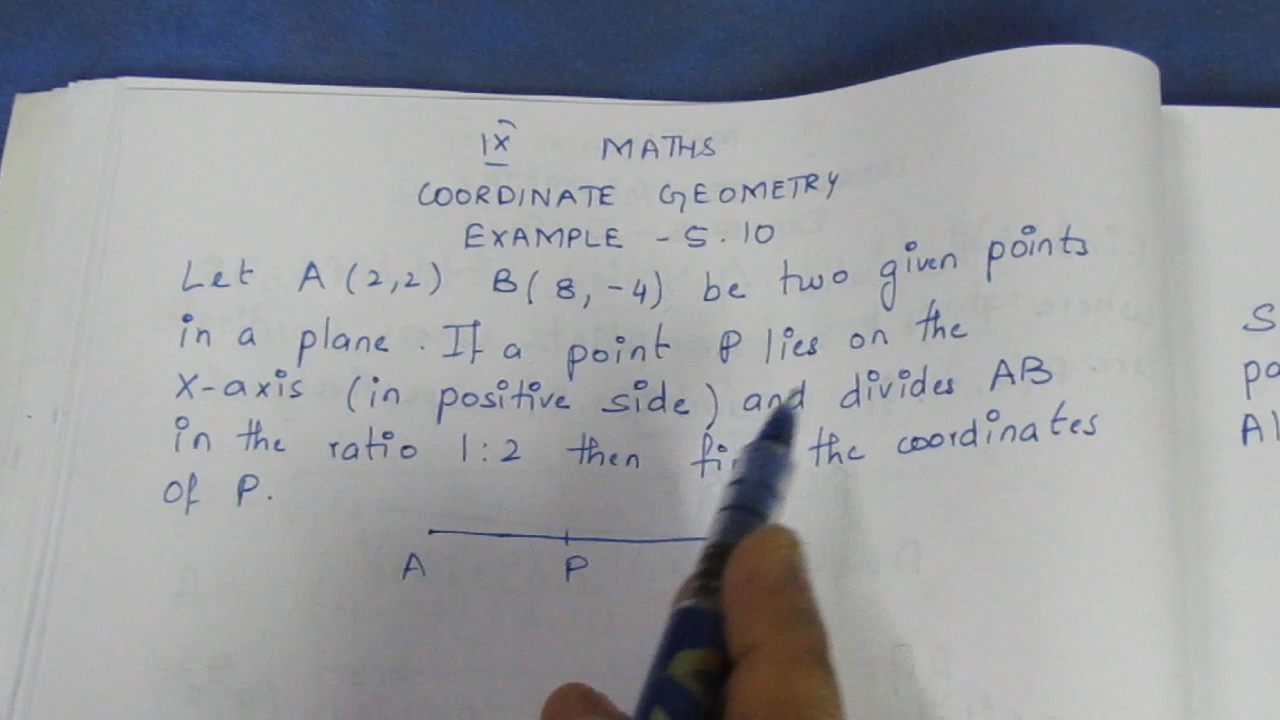 IX MATHS
COORDINATE GEOMETRY
EXAMPLE - 5.10
Let A (2,2) B( 8, -4) be two given points
in a plane. If a point P lies on the
X-axis (in positive side) and divides AB
in the ratio 1:2 then the coordinates
of P.
A P
S